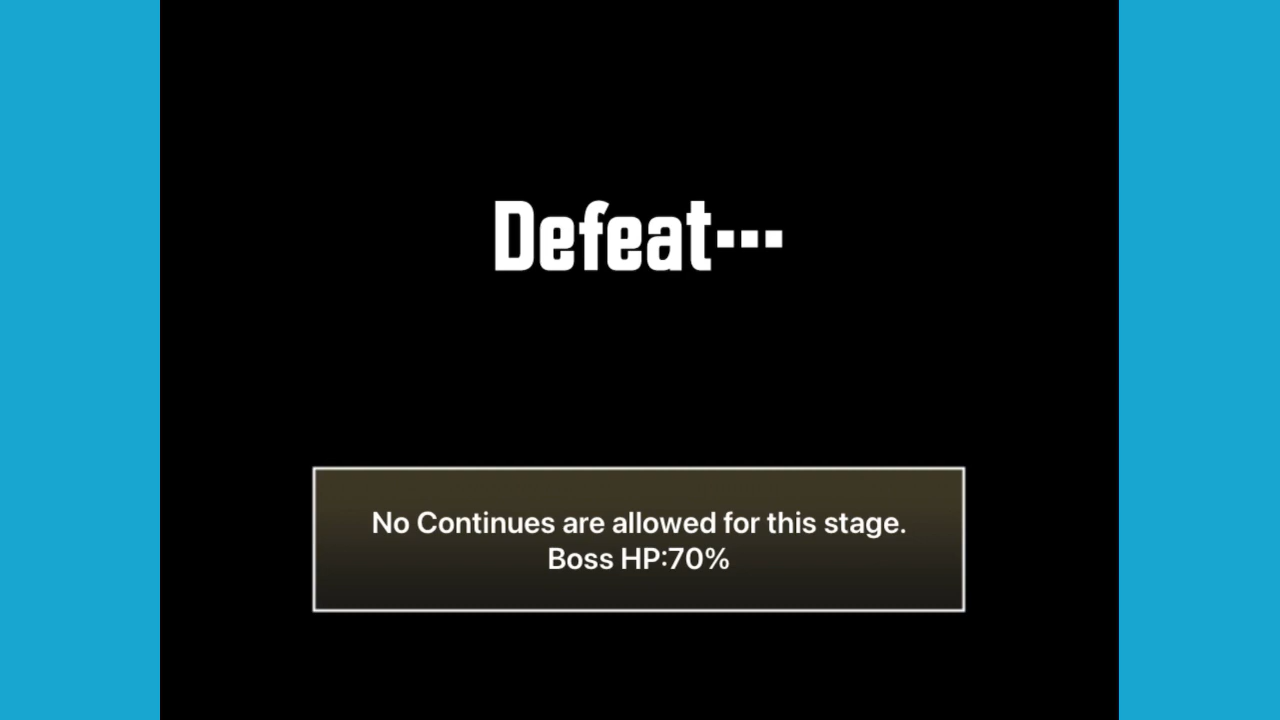 Defeat···
No Continues are allowed for this stage.
Boss HP:70%